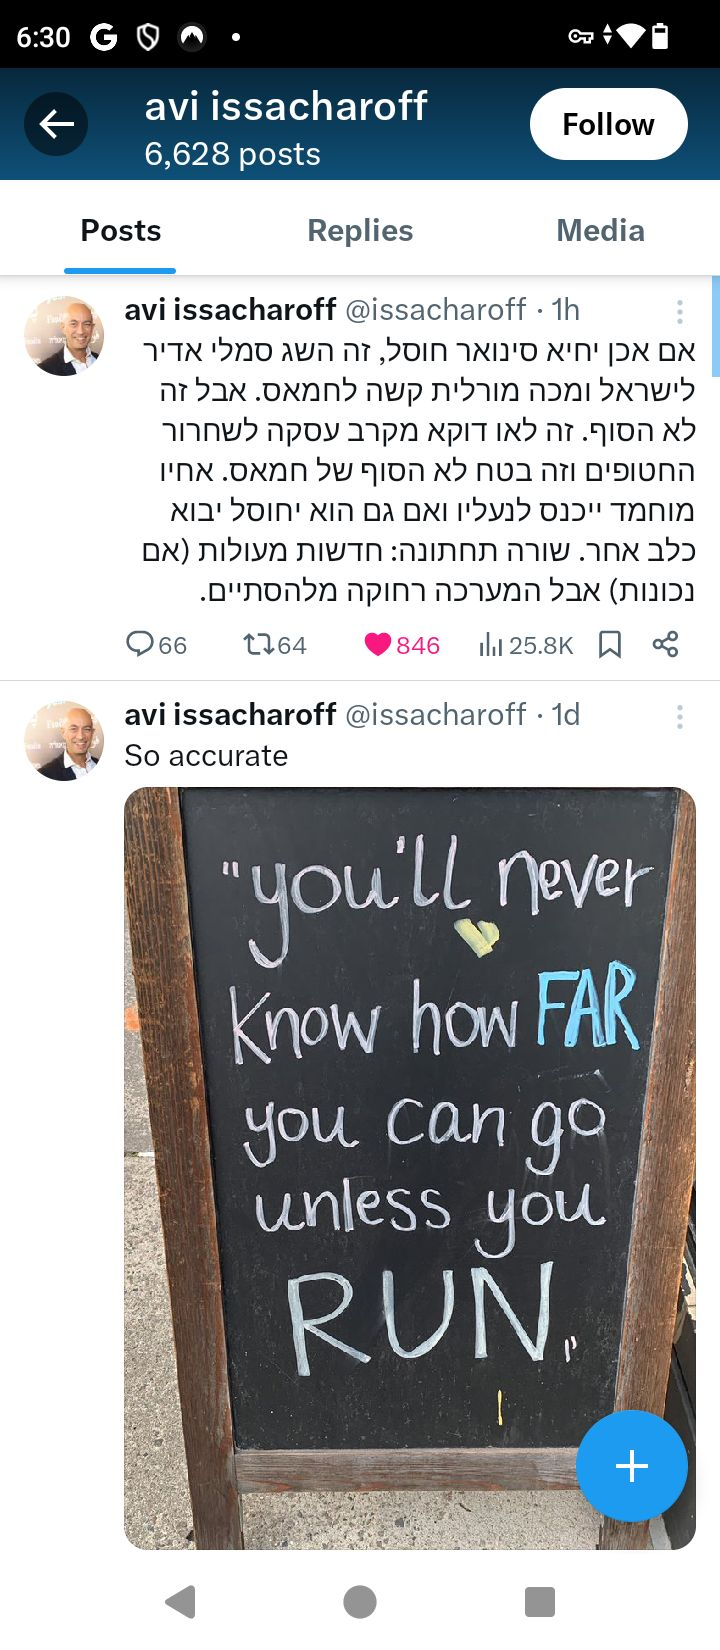 6:30
avi issacharoff
6,628 posts
Follow
Posts
Replies
Media
avi issacharoff @issacharoff · 1h
אם אכן יחיא סינואר חוסל, זה השג סמלי אדיר
לישראל ומכה מורלית קשה לחמאס. אבל זה
לא הסוף. זה לאו דוקא מקרב עסקה לשחרור
החטופים וזה בטח לא הסוף של חמאס. אחיו
מוחמד ייכנס לנעליו ואם גם הוא יחוסל יבוא
כלב אחר. שורה תחתונה: חדשות מעולות (אם
נכונות) אבל המערכה רחוקה מלהסתיים.
66 64 846 25.8K
avi issacharoff @issacharoff · 1d
So accurate
"you'll never
know how FAR
you can go
unless you
RUN."